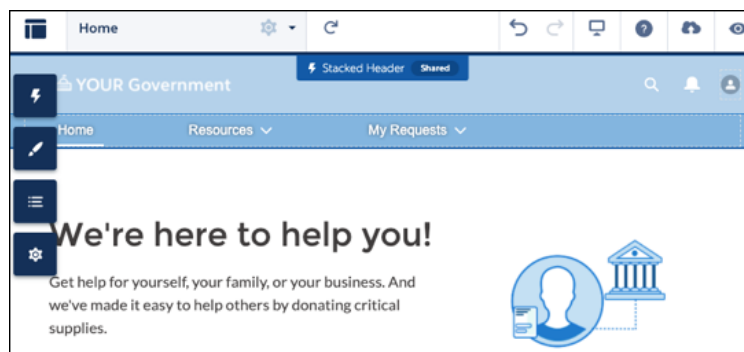 Home
Stacked Header Shared
YOUR Government
Home Resources My Requests
We're here to help you!
Get help for yourself, your family, or your business. And
we've made it easy to help others by donating critical
supplies.